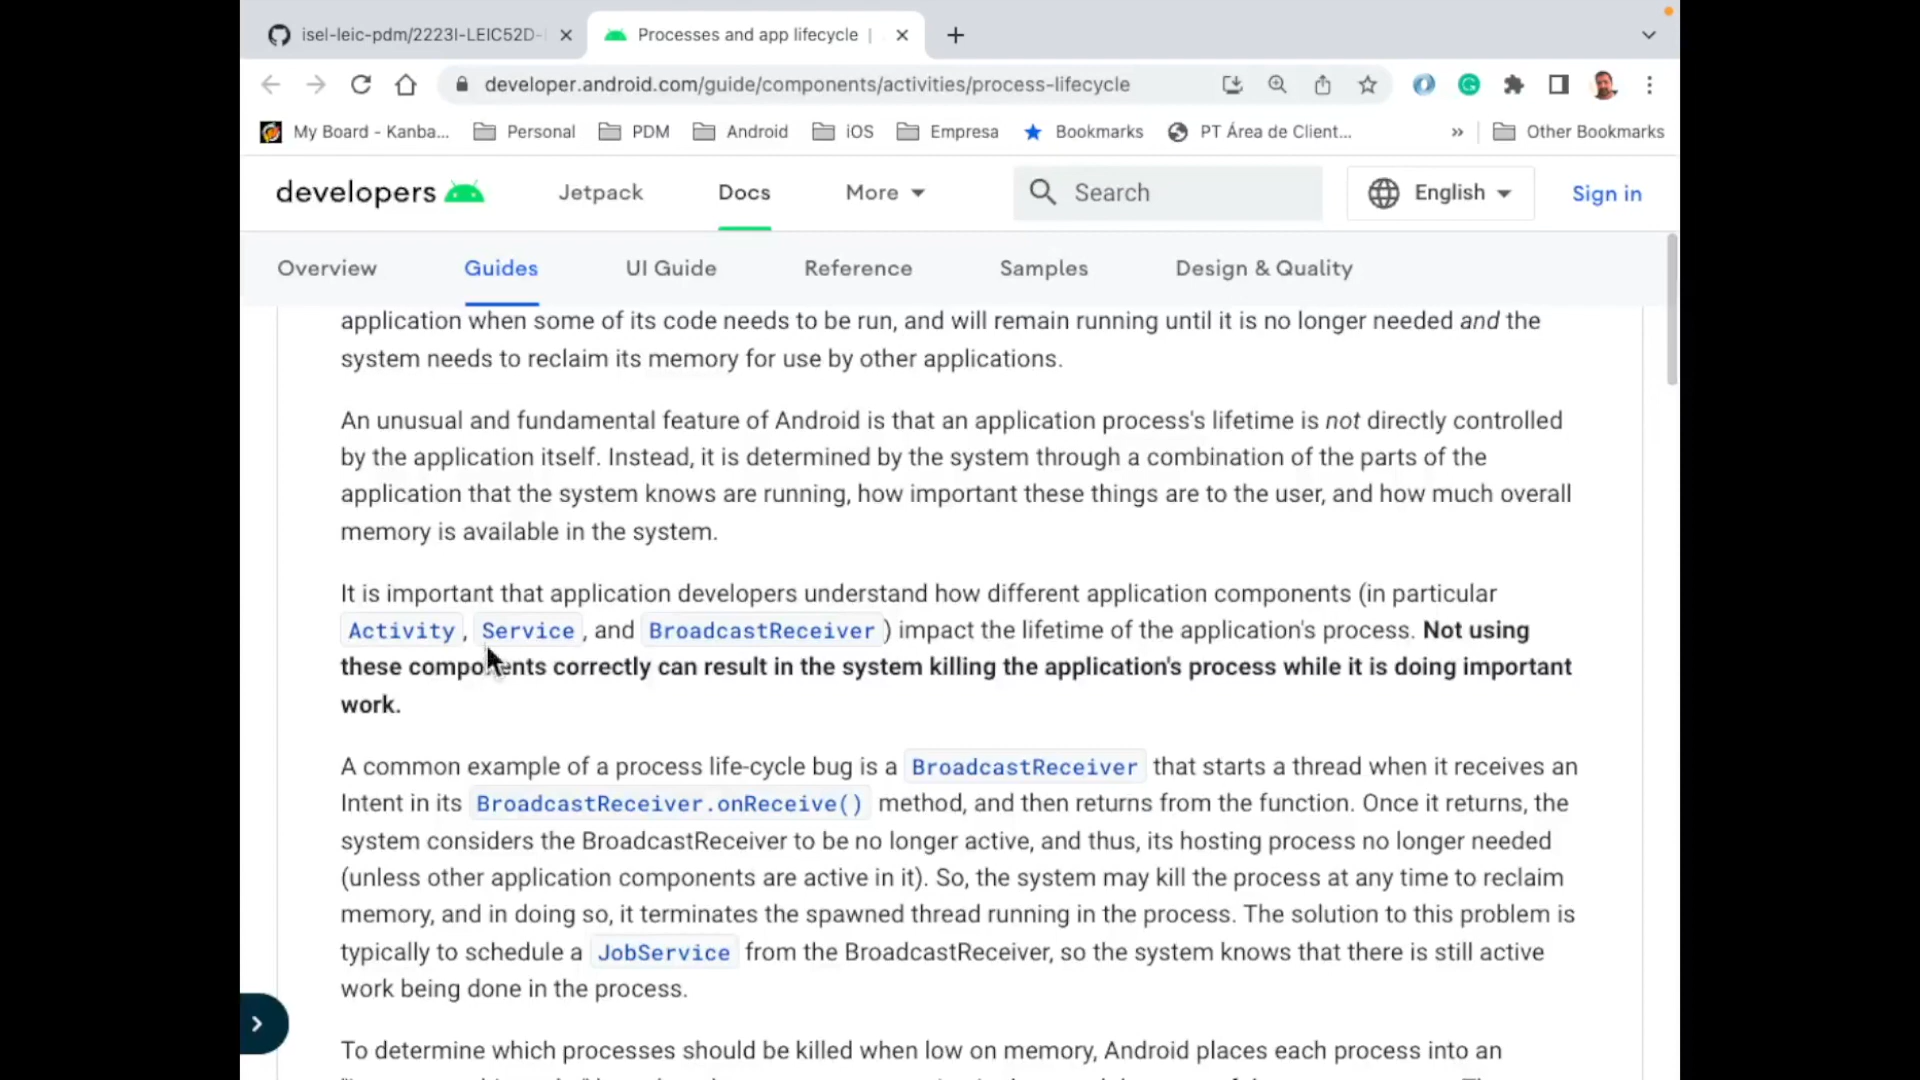 isel-leic-pdm/2223I-LEIC52D-
Processes and app lifecycle |
developer.android.com/guide/components/activities/process-lifecycle
My Board - Kanba... Personal PDM Android iOS Empresa Bookmarks PT Área de Client... » Other Bookmarks
developers Jetpack Docs More Search English Sign in
Overview Guides UI Guide Reference Samples Design & Quality
application when some of its code needs to be run, and will remain running until it is no longer needed and the
system needs to reclaim its memory for use by other applications.
An unusual and fundamental feature of Android is that an application process's lifetime is not directly controlled
by the application itself. Instead, it is determined by the system through a combination of the parts of the
application that the system knows are running, how important these things are to the user, and how much overall
memory is available in the system.
It is important that application developers understand how different application components (in particular
Activity, Service, and BroadcastReceiver) impact the lifetime of the application's process. Not using
these components correctly can result in the system killing the application's process while it is doing important
work.
A common example of a process life-cycle bug is a BroadcastReceiver that starts a thread when it receives an
Intent in its BroadcastReceiver.onReceive() method, and then returns from the function. Once it returns, the
system considers the BroadcastReceiver to be no longer active, and thus, its hosting process no longer needed
(unless other application components are active in it). So, the system may kill the process at any time to reclaim
memory, and in doing so, it terminates the spawned thread running in the process. The solution to this problem is
typically to schedule a JobService from the BroadcastReceiver, so the system knows that there is still active
work being done in the process.
To determine which processes should be killed when low on memory, Android places each process into an